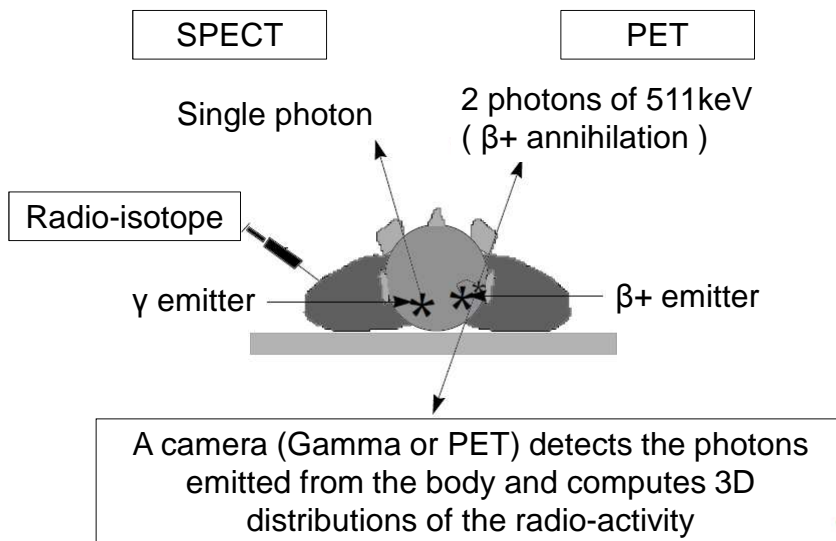 SPECT
PET
Single photon
2 photons of 511keV
( β+ annihilation )
Radio-isotope
γ emitter
β+ emitter
A camera (Gamma or PET) detects the photons
emitted from the body and computes 3D
distributions of the radio-activity